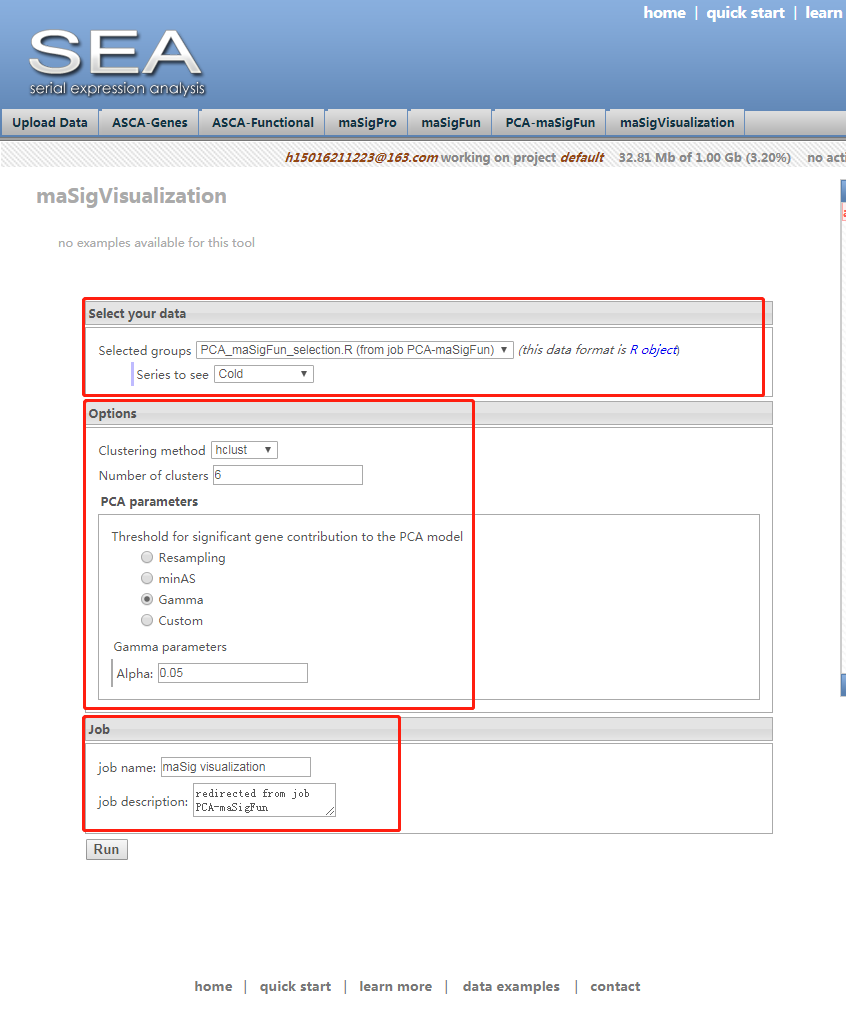 home | quick start | learn
SEA
serial expression analysis
Upload Data ASCA-Genes ASCA-Functional maSigPro maSigFun PCA-maSigFun maSigVisualization
h15016211223@163.com working on project default 32.81 Mb of 1.00 Gb (3.20%) no acti
maSigVisualization
no examples available for this tool
Select your data
Selected groups PCA_maSigFun_selection.R (from job PCA-maSigFun) (this data format is R object)
Series to see Cold
Options
Clustering method hclust
Number of clusters 6
PCA parameters
Threshold for significant gene contribution to the PCA model
Resampling
minAS
Gamma
Custom
Gamma parameters
Alpha: 0.05
Job
job name: maSig visualization
job description: redirected from job
PCA-maSigFun
Run
home | quick start | learn more | data examples | contact